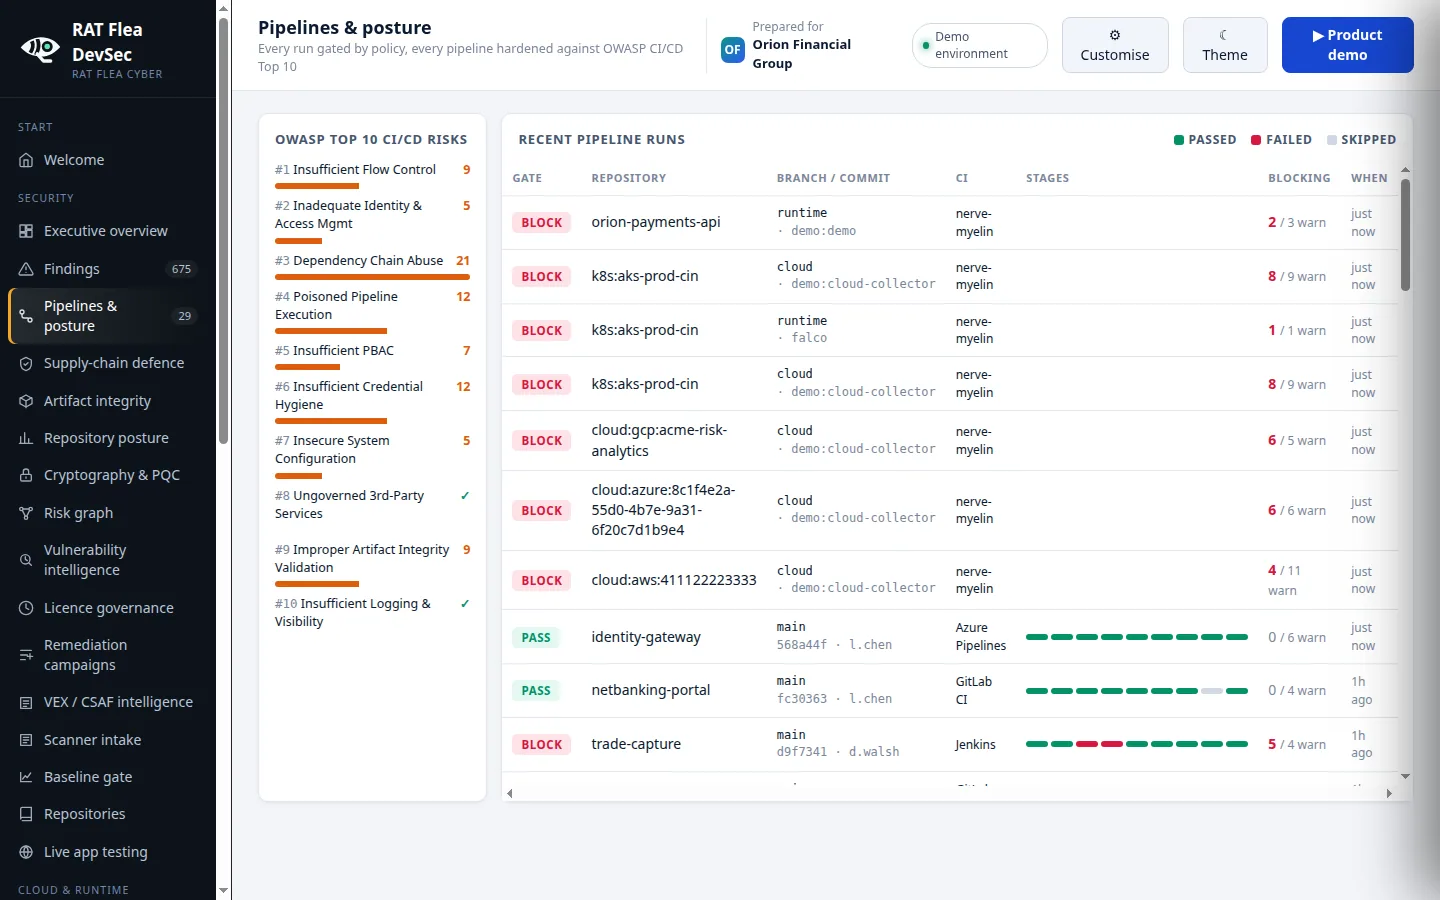 RAT Flea
DevSec
RAT FLEA CYBER
START
Welcome
SECURITY
Executive overview
Findings 675
Pipelines &
posture 29
Supply-chain defence
Artifact integrity
Repository posture
Cryptography & PQC
Risk graph
Vulnerability
intelligence
Licence governance
Remediation
campaigns
VEX / CSAF intelligence
Scanner intake
Baseline gate
Repositories
Live app testing
CLOUD & RUNTIME
Pipelines & posture
Every run gated by policy, every pipeline hardened against OWASP CI/CD
Top 10
OF
Prepared for
Orion Financial
Group
Demo
environment
⚙
Customise
☾
Theme
▶ Product
demo
OWASP TOP 10 CI/CD RISKS
#1 Insufficient Flow Control 9
#2 Inadequate Identity & 5
Access Mgmt
#3 Dependency Chain Abuse 21
#4 Poisoned Pipeline 12
Execution
#5 Insufficient PBAC 7
#6 Insufficient Credential 12
Hygiene
#7 Insecure System 5
Configuration
#8 Ungoverned 3rd-Party ✓
Services
#9 Improper Artifact Integrity 9
Validation
#10 Insufficient Logging & ✓
Visibility
RECENT PIPELINE RUNS
PASSED FAILED SKIPPED
GATE REPOSITORY BRANCH / COMMIT CI STAGES BLOCKING WHEN
BLOCK orion-payments-api runtime
· demo:demo nerve-
myelin 2 / 3 warn just
now
BLOCK k8s:aks-prod-cin cloud
· demo:cloud-collector nerve-
myelin 8 / 9 warn just
now
BLOCK k8s:aks-prod-cin runtime
· falco nerve-
myelin 1 / 1 warn just
now
BLOCK k8s:aks-prod-cin cloud
· demo:cloud-collector nerve-
myelin 8 / 9 warn just
now
BLOCK cloud:gcp:acme-risk-
analytics cloud
· demo:cloud-collector nerve-
myelin 6 / 5 warn just
now
BLOCK cloud:azure:8c1f4e2a-
55d0-4b7e-9a31-
6f20c7d1b9e4 cloud
· demo:cloud-collector nerve-
myelin 6 / 6 warn just
now
BLOCK cloud:aws:411122223333 cloud
· demo:cloud-collector nerve-
myelin 4 / 11
warn just
now
PASS identity-gateway main
568a44f · l.chen Azure
Pipelines 0 / 6 warn just
now
PASS netbanking-portal main
fc30363 · l.chen GitLab
CI 0 / 4 warn 1h
ago
BLOCK trade-capture main
d9f7341 · d.walsh Jenkins 5 / 4 warn 1h
ago